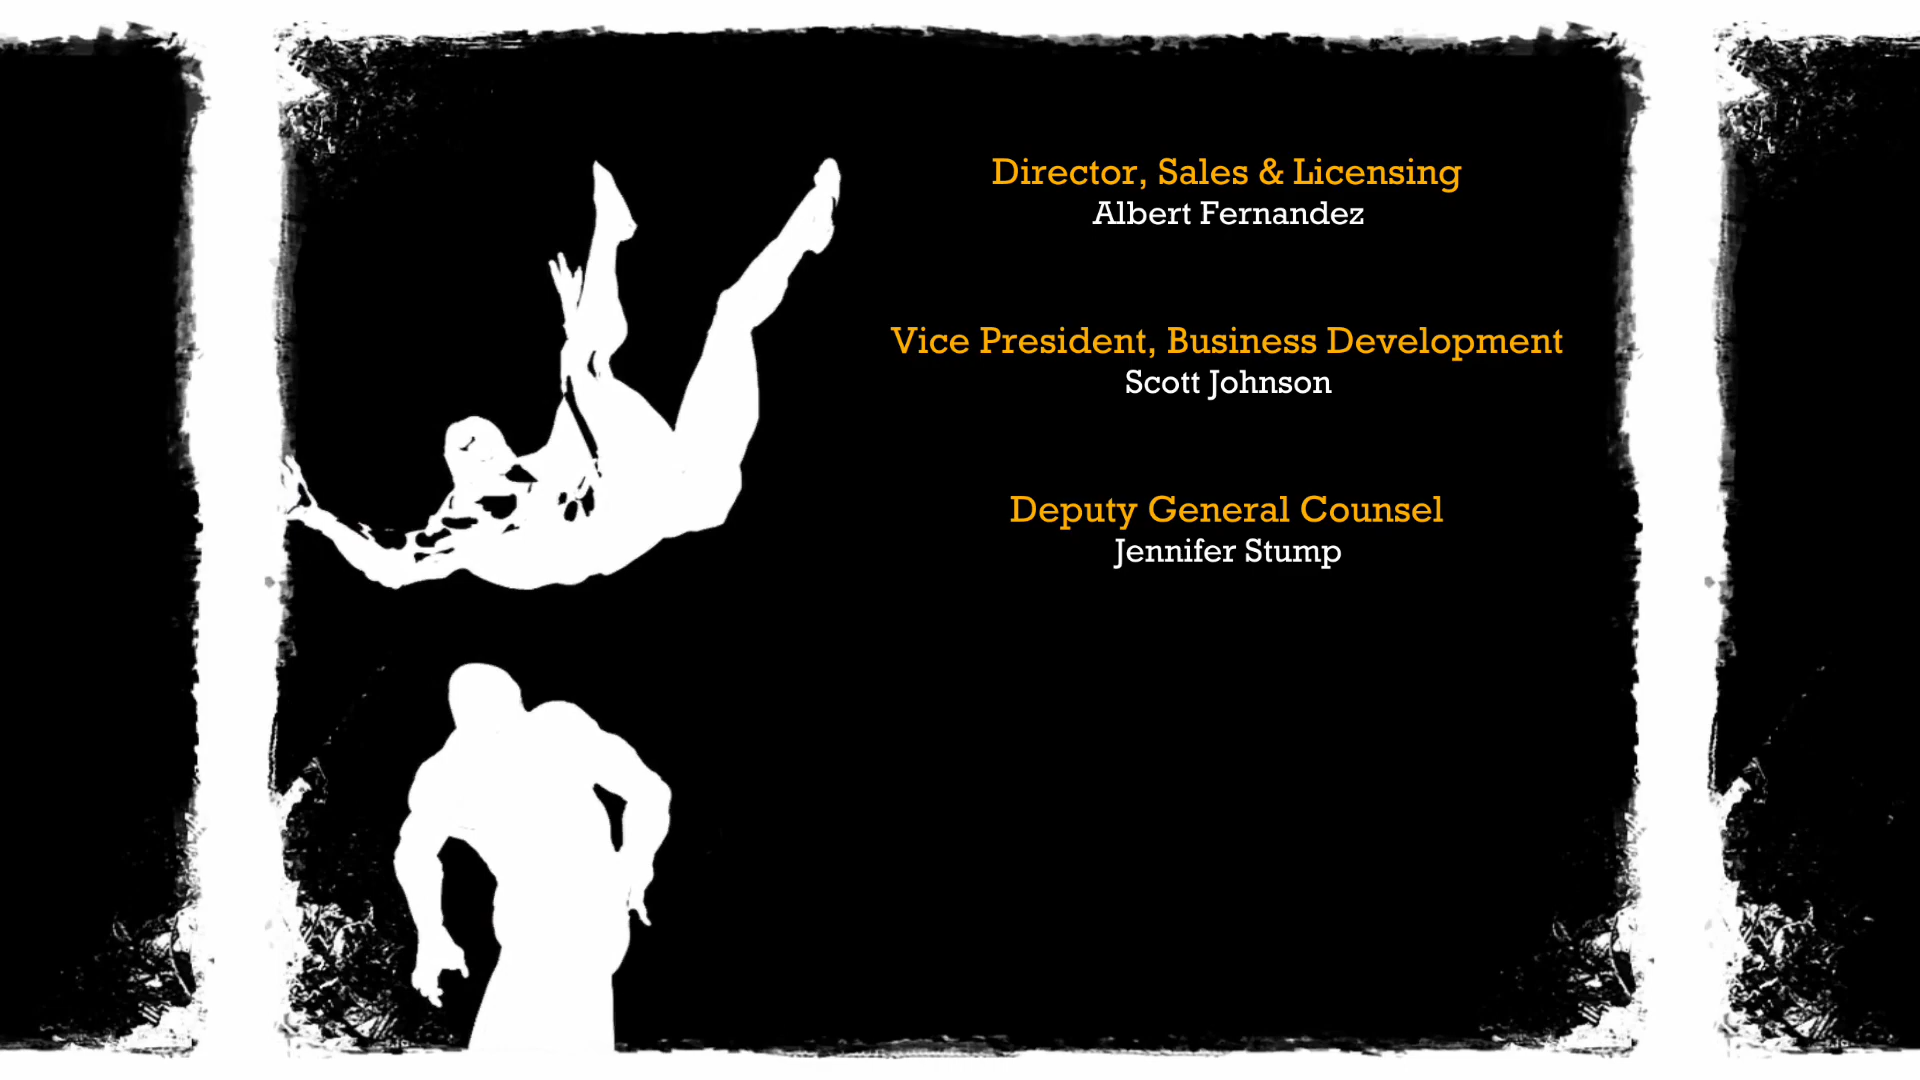 Director, Sales & Licensing
Albert Fernandez
Vice President, Business Development
Scott Johnson
Deputy General Counsel
Jennifer Stump